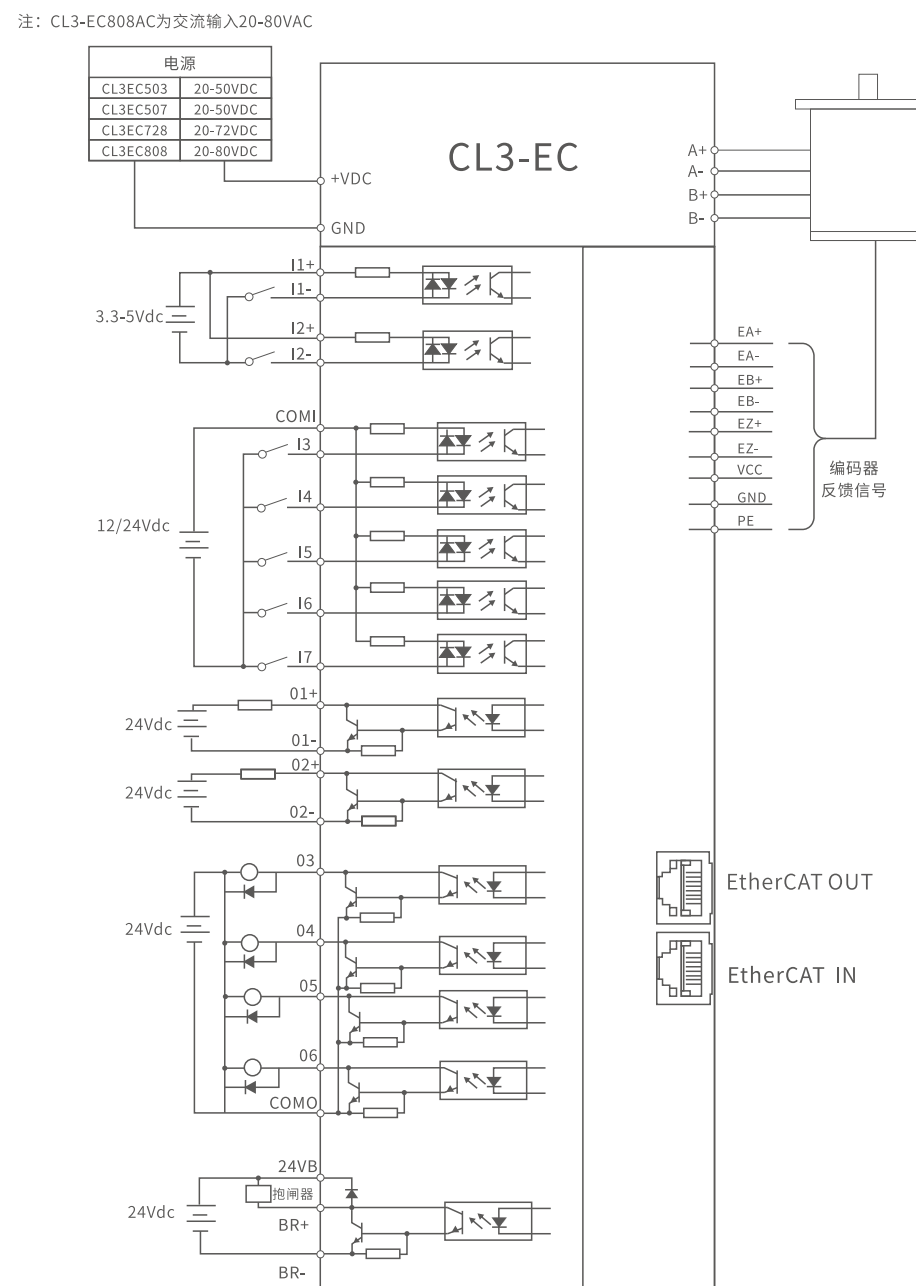 注：CL3-EC808AC为交流输入20-80VAC
电源
CL3EC503 20-50VDC
CL3EC507 20-50VDC
CL3EC728 20-72VDC
CL3EC808 20-80VDC
CL3-EC
+VDC
GND
A+
A-
B+
B-
I1+
I1-
3.3-5Vdc
I2+
I2-
EA+
EA-
EB+
EB-
EZ+
EZ-
VCC
GND
PE
编码器
反馈信号
COMI
I3
I4
12/24Vdc
I5
I6
I7
01+
24Vdc
01-
02+
24Vdc
02-
03
24Vdc
04
05
06
COMO
EtherCAT OUT
EtherCAT IN
24VB
抱闸器
24Vdc
BR+
BR-